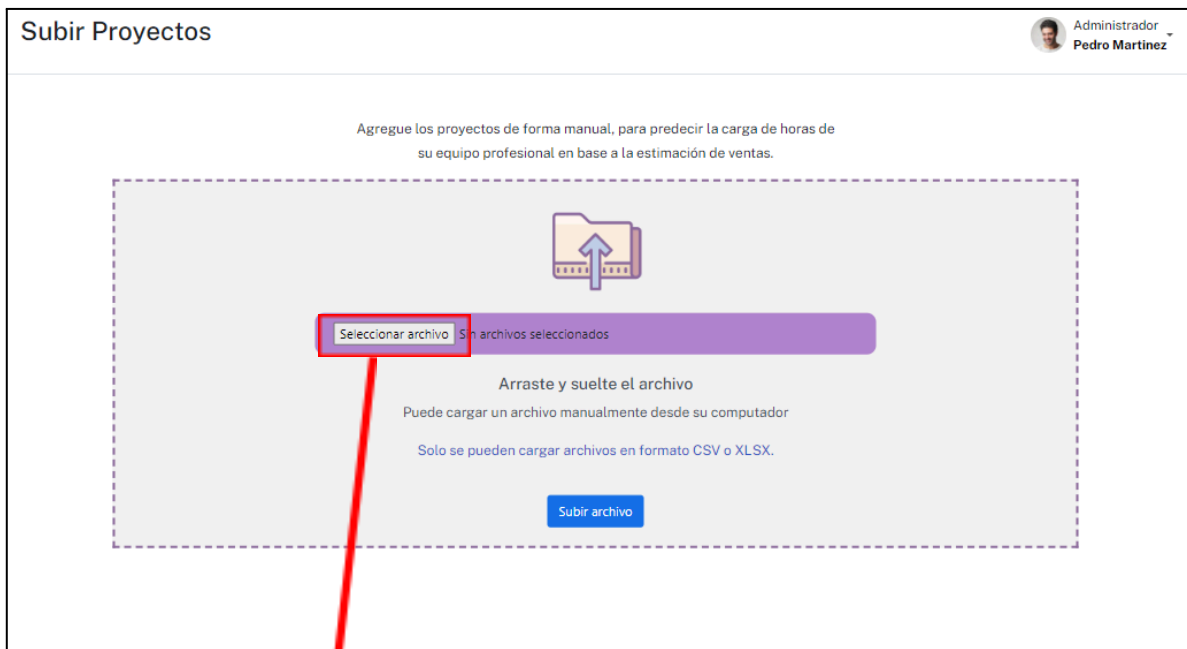 Subir Proyectos
Administrador
Pedro Martinez
Agregue los proyectos de forma manual, para predecir la carga de horas de
su equipo profesional en base a la estimación de ventas.
Seleccionar archivo Sin archivos seleccionados
Arraste y suelte el archivo
Puede cargar un archivo manualmente desde su computador
Solo se pueden cargar archivos en formato CSV o XLSX.
Subir archivo